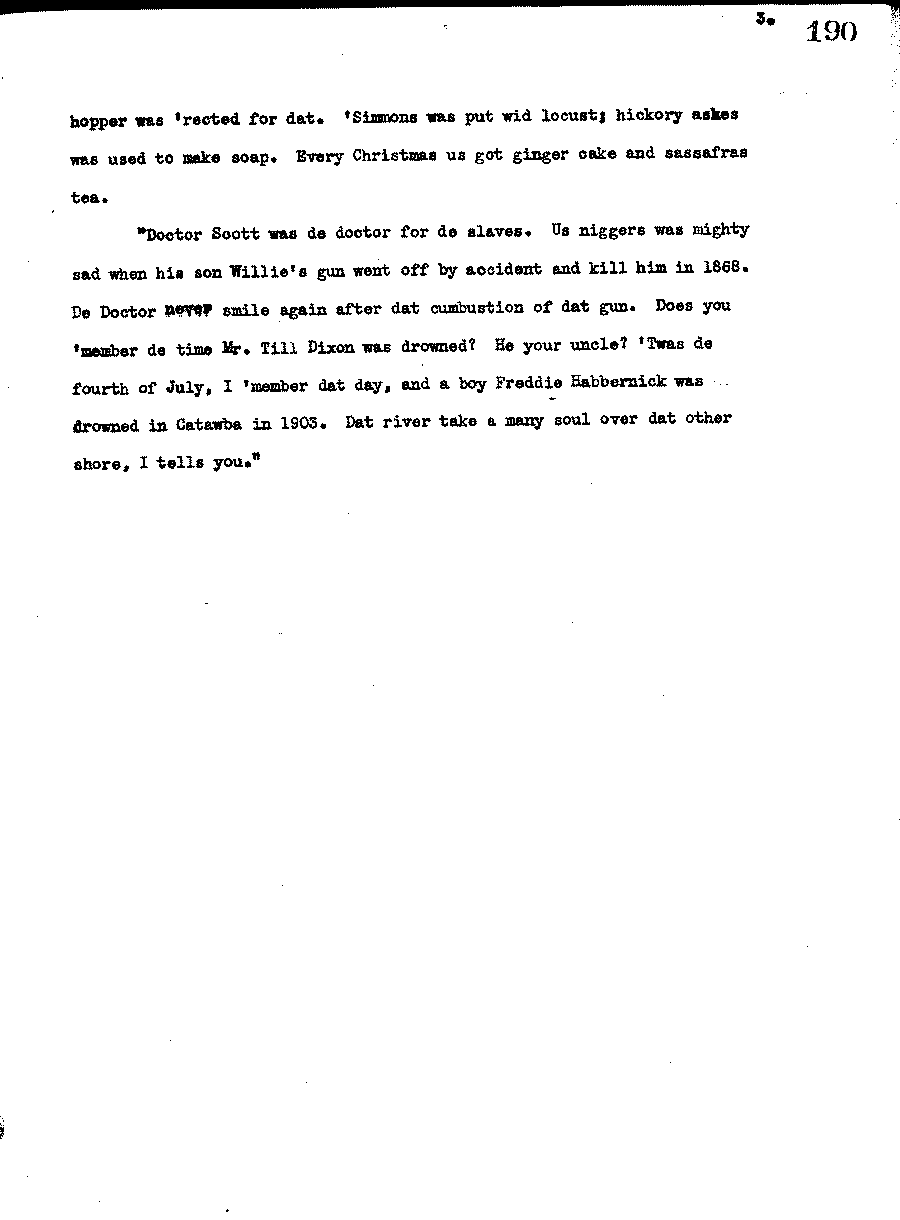 3.
190
hopper was 'rected for dat. 'Simmons was put wid locust; hickory ashes
was used to make soap. Every Christmas us got ginger cake and sassafras
tea.
"Doctor Scott was de doctor for de slaves. Us niggers was mighty
sad when his son Willie's gun went off by accident and kill him in 1868.
De Doctor never smile again after dat cumbustion of dat gun. Does you
'member de time Mr. Till Dixon was drowned? He your uncle? 'Twas de
fourth of July, I 'member dat day, and a boy Freddie Habbernick was
drowned in Catawba in 1903. Dat river take a many soul over dat other
shore, I tells you."